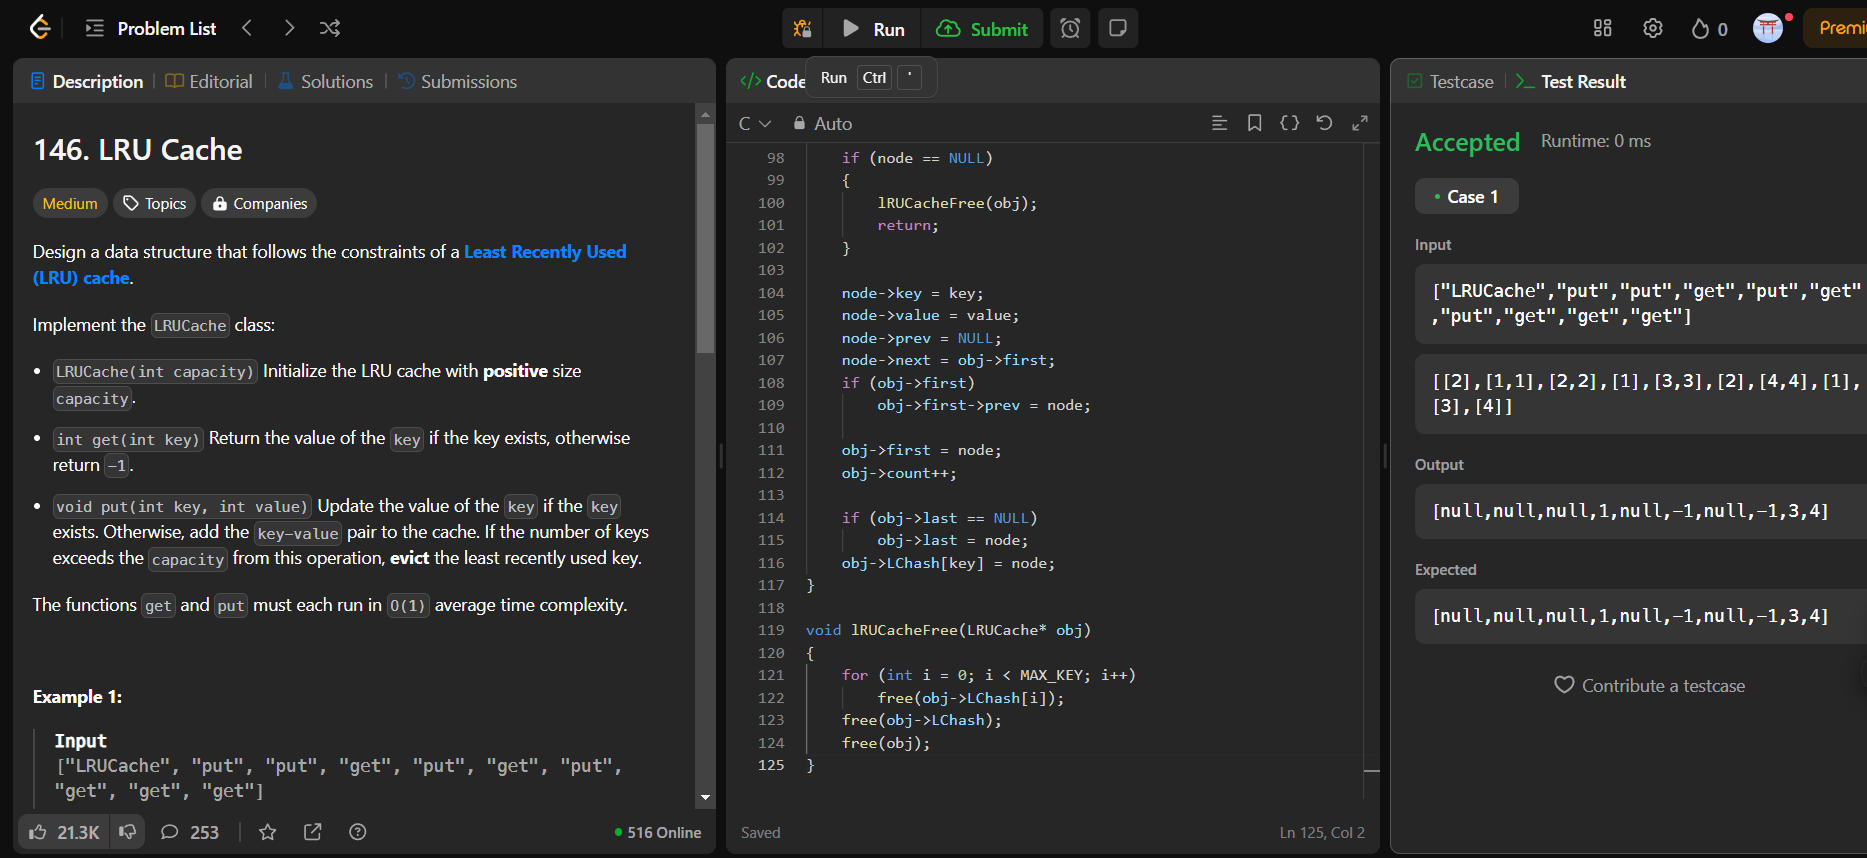 Problem List
Run
Submit
0
Premi
Description
Editorial
Solutions
Submissions
146. LRU Cache
Medium
Topics
Companies
Design a data structure that follows the constraints of a Least Recently Used
(LRU) cache.
Implement the LRUCache class:
• LRUCache(int capacity) Initialize the LRU cache with positive size
capacity.
• int get(int key) Return the value of the key if the key exists, otherwise
return -1.
• void put(int key, int value) Update the value of the key if the key
exists. Otherwise, add the key-value pair to the cache. If the number of keys
exceeds the capacity from this operation, evict the least recently used key.
The functions get and put must each run in O(1) average time complexity.
Example 1:
Input
["LRUCache", "put", "put", "get", "put", "get", "put",
"get", "get", "get"]
21.3K
253
516 Online
</> Code
Run Ctrl '
C
Auto
98 if (node == NULL)
99 {
100 lRUCacheFree(obj);
101 return;
102 }
103
104 node->key = key;
105 node->value = value;
106 node->prev = NULL;
107 node->next = obj->first;
108 if (obj->first)
109 obj->first->prev = node;
110
111 obj->first = node;
112 obj->count++;
113
114 if (obj->last == NULL)
115 obj->last = node;
116 obj->LChash[key] = node;
117 }
118
119 void lRUCacheFree(LRUCache* obj)
120 {
121 for (int i = 0; i < MAX_KEY; i++)
122 free(obj->LChash[i]);
123 free(obj->LChash);
124 free(obj);
125 }
Saved
Ln 125, Col 2
Testcase
Test Result
Accepted
Runtime: 0 ms
• Case 1
Input
["LRUCache","put","put","get","put","get"
,"put","get","get","get"]
[[2],[1,1],[2,2],[1],[3,3],[2],[4,4],[1],
[3],[4]]
Output
[null,null,null,1,null,-1,null,-1,3,4]
Expected
[null,null,null,1,null,-1,null,-1,3,4]
Contribute a testcase